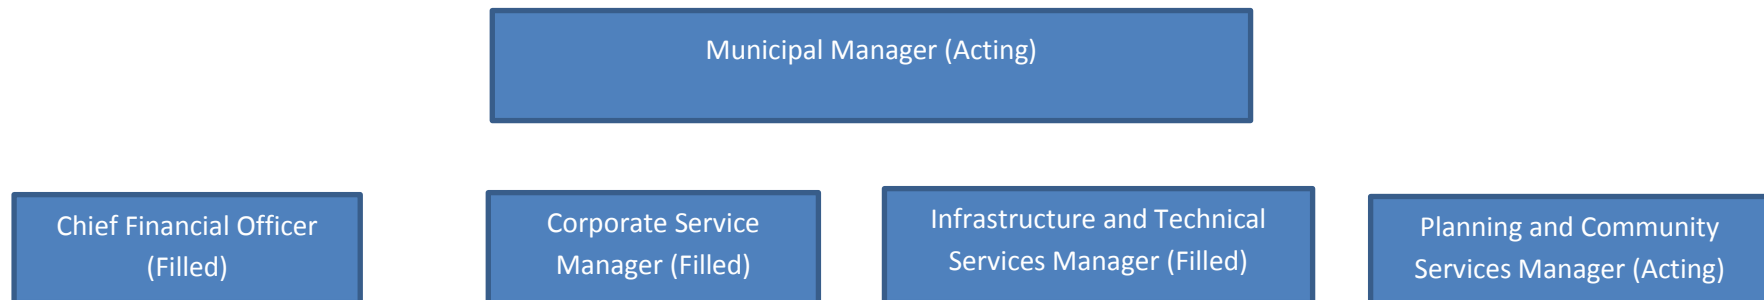 Municipal Manager (Acting)
Chief Financial Officer
(Filled)
Corporate Service
Manager (Filled)
Infrastructure and Technical
Services Manager (Filled)
Planning and Community
Services Manager (Acting)